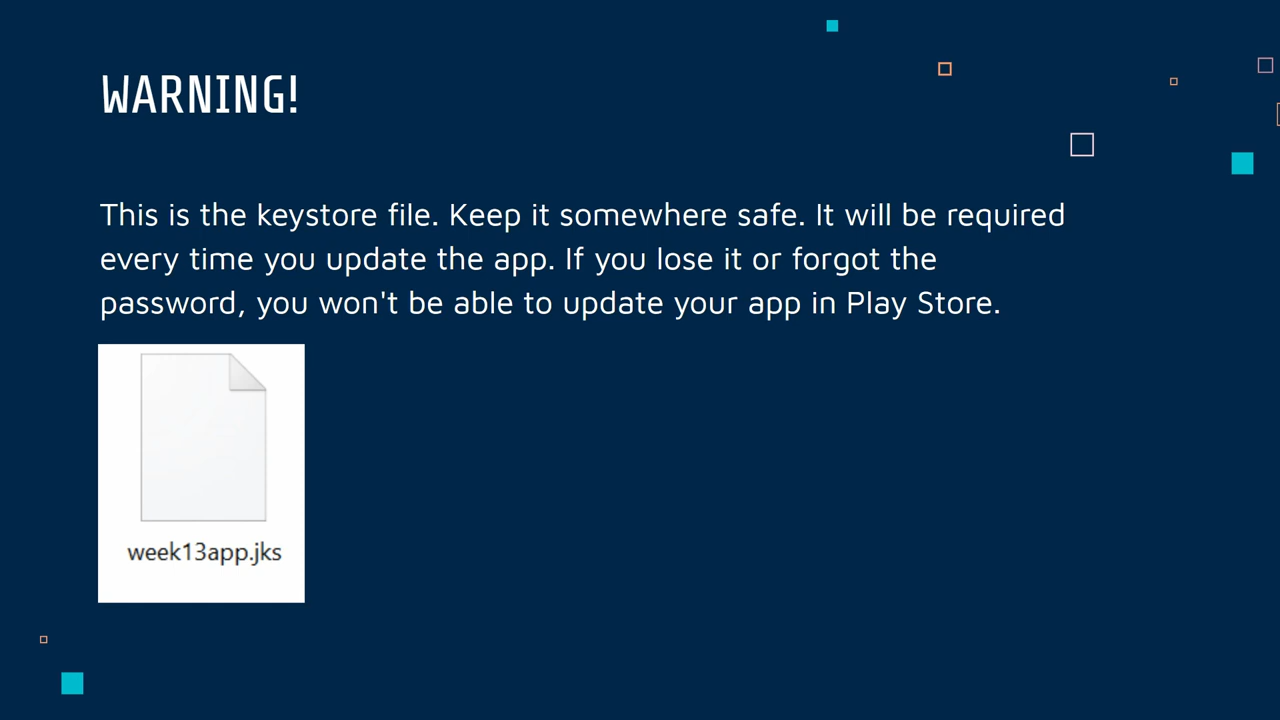 WARNING!
This is the keystore file. Keep it somewhere safe. It will be required
every time you update the app. If you lose it or forgot the
password, you won't be able to update your app in Play Store.
week13app.jks